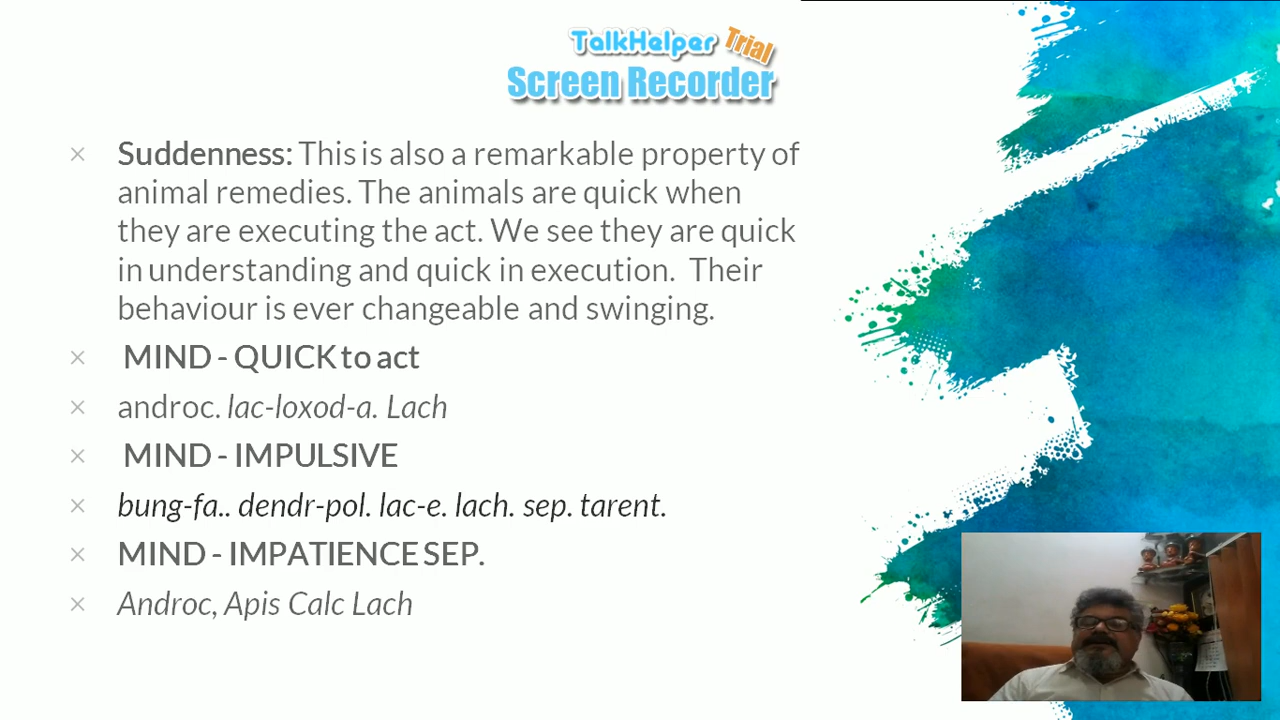 TalkHelper Trial
Screen Recorder
× Suddenness: This is also a remarkable property of
animal remedies. The animals are quick when
they are executing the act. We see they are quick
in understanding and quick in execution. Their
behaviour is ever changeable and swinging.
× MIND - QUICK to act
× androc. lac-loxod-a. Lach
× MIND - IMPULSIVE
× bung-fa.. dendr-pol. lac-e. lach. sep. tarent.
× MIND - IMPATIENCE SEP.
× Androc, Apis Calc Lach